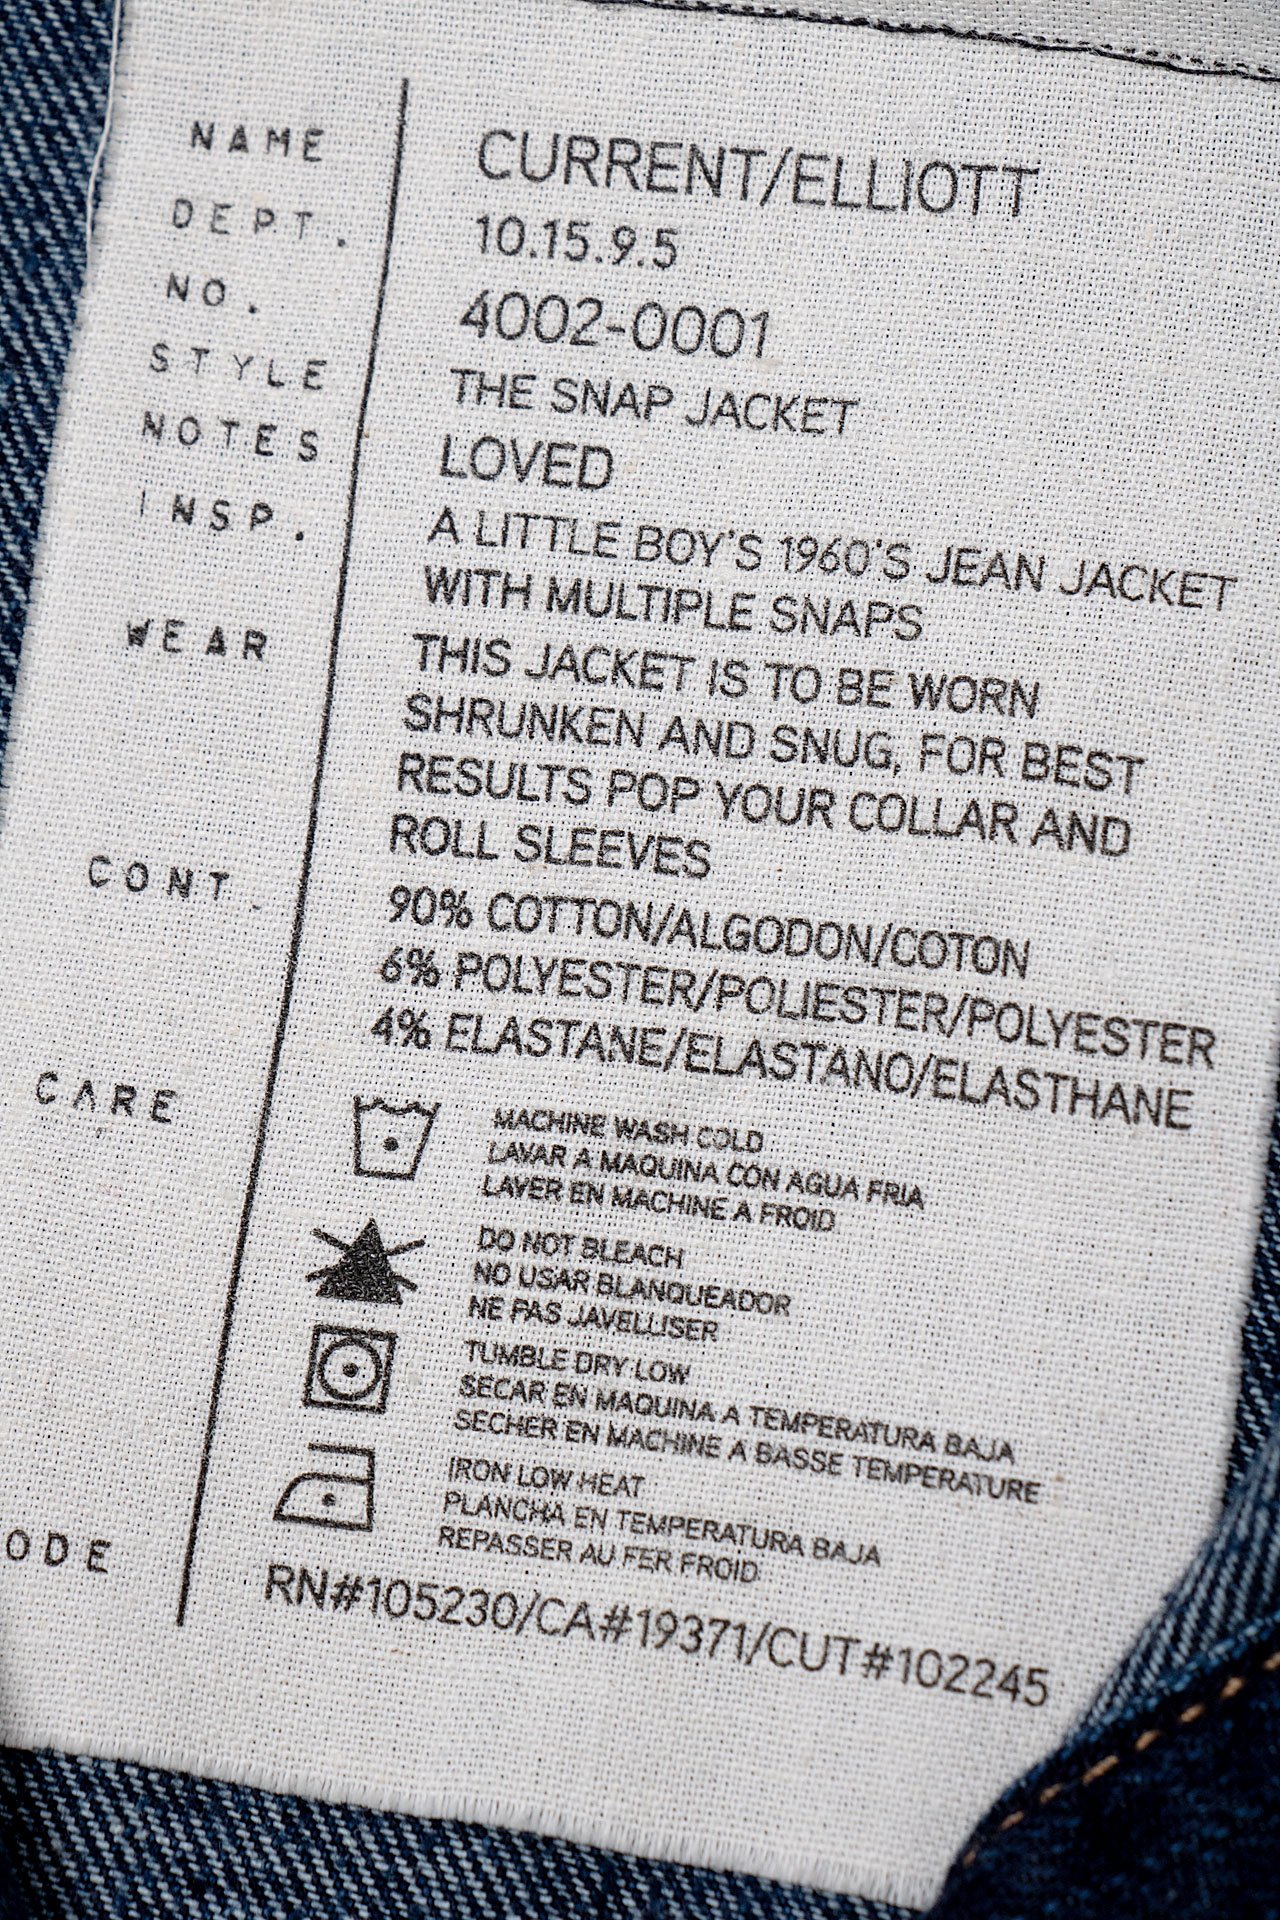 NAME CURRENT/ELLIOTT
DEPT. 10.15.9.5
NO. 4002-0001
STYLE THE SNAP JACKET
NOTES LOVED
INSP. A LITTLE BOY'S 1960'S JEAN JACKET
WITH MULTIPLE SNAPS
WEAR THIS JACKET IS TO BE WORN
SHRUNKEN AND SNUG, FOR BEST
RESULTS POP YOUR COLLAR AND
ROLL SLEEVES
CONT. 90% COTTON/ALGODON/COTON
6% POLYESTER/POLIESTER/POLYESTER
4% ELASTANE/ELASTANO/ELASTHANE
CARE MACHINE WASH COLD
LAVAR A MAQUINA CON AGUA FRIA
LAVER EN MACHINE A FROID
DO NOT BLEACH
NO USAR BLANQUEADOR
NE PAS JAVELLISER
TUMBLE DRY LOW
SECAR EN MAQUINA A TEMPERATURA BAJA
SECHER EN MACHINE A BASSE TEMPERATURE
IRON LOW HEAT
PLANCHA EN TEMPERATURA BAJA
REPASSER AU FER FROID
ODE RN#105230/CA#19371/CUT#102245